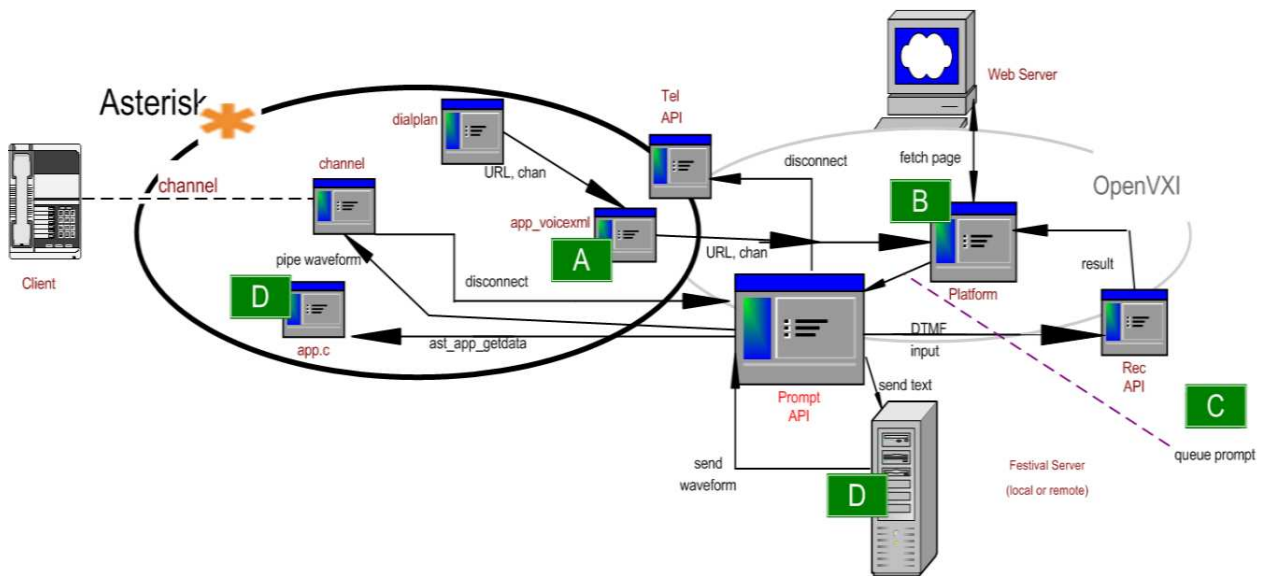 Web Server
Asterisk
Tel
API
dialplan
disconnect
fetch page
OpenVXI
channel
channel
URL, chan
B
app_voicexml
A
URL, chan
pipe waveform
result
Client
disconnect
Platform
D
app.c
ast_app_getdata
DTMF
input
Rec
API
Prompt
API
send text
C
queue prompt
send
waveform
Festival Server
(local or remote)
D